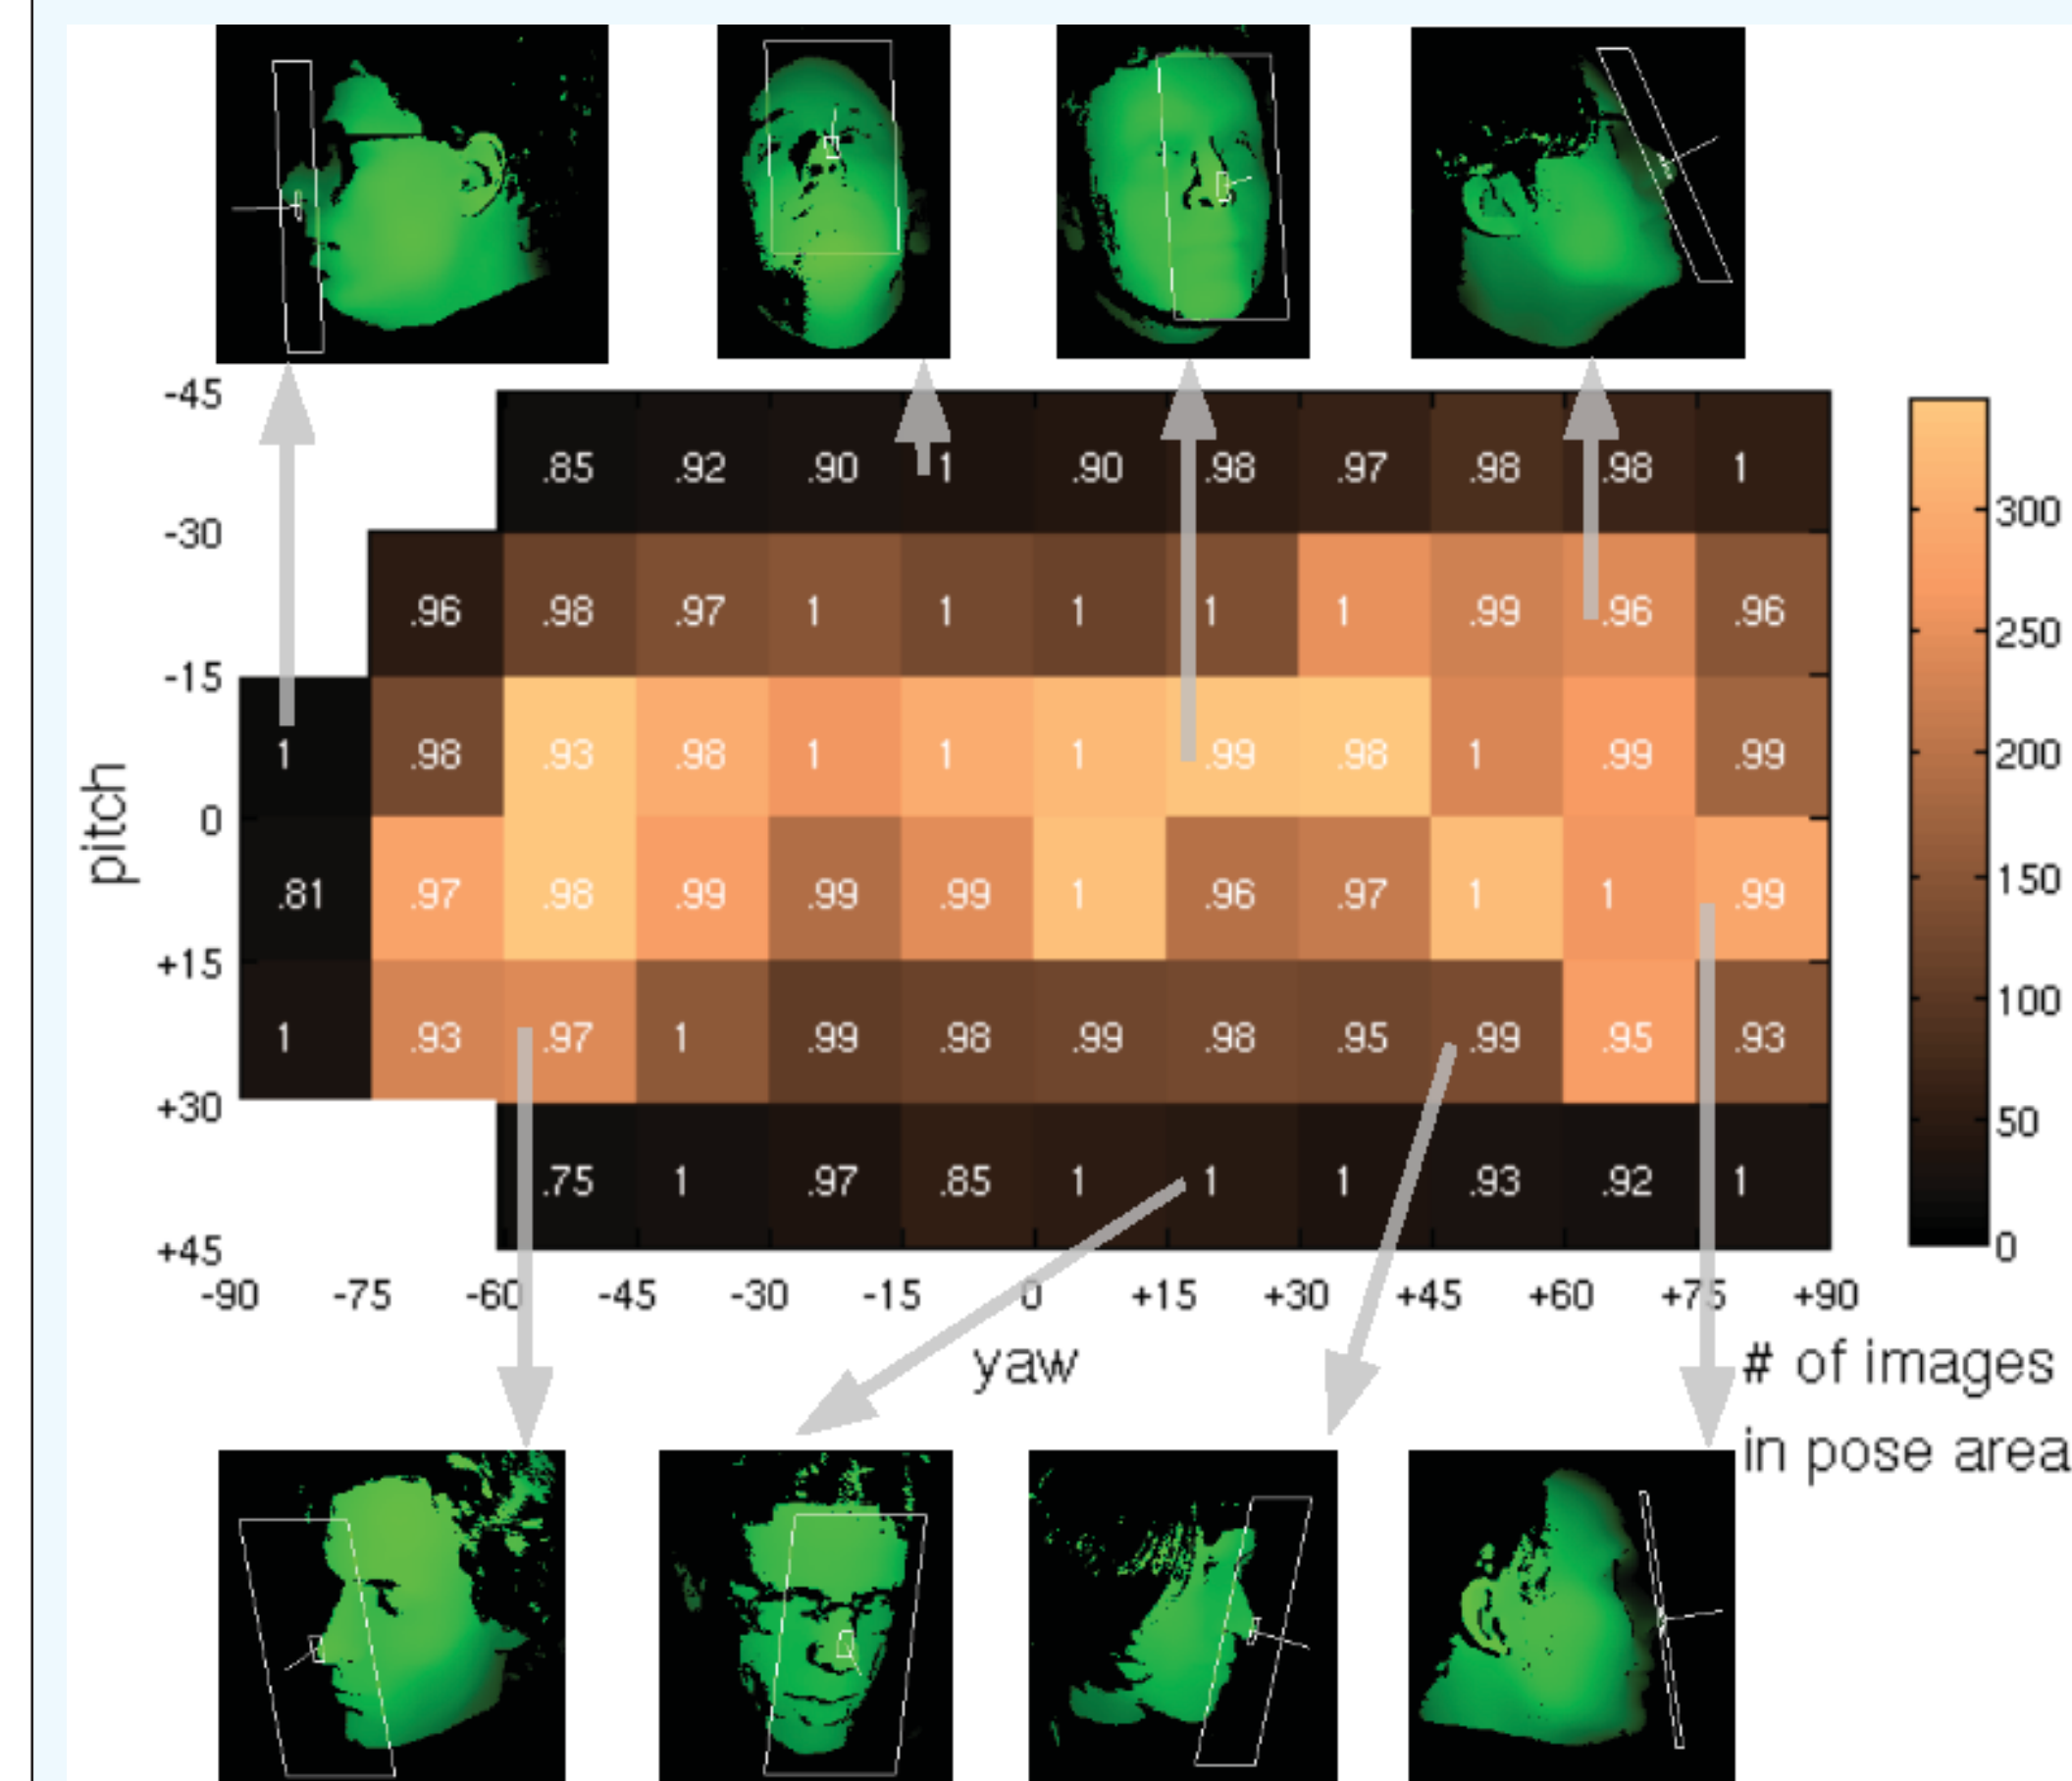 -45
.85 .92 .90 1 .90 .98 .97 .98 .98 1
-30
.96 .98 .97 1 1 1 1 1 .99 .96 .96
-15
1 .98 .93 .98 1 1 1 .99 .98 1 .99 .99
0
.81 .97 .98 .99 .99 .99 1 .96 .97 1 1 .99
+15
1 .93 .97 1 .99 .98 .99 .98 .95 .99 .95 .93
+30
.75 1 .97 .85 1 1 1 .93 .92 1
+45
pitch
-90 -75 -60 -45 -30 -15 0 +15 +30 +45 +60 +75 +90
yaw
300
250
200
150
100
50
0
# of images
in pose area